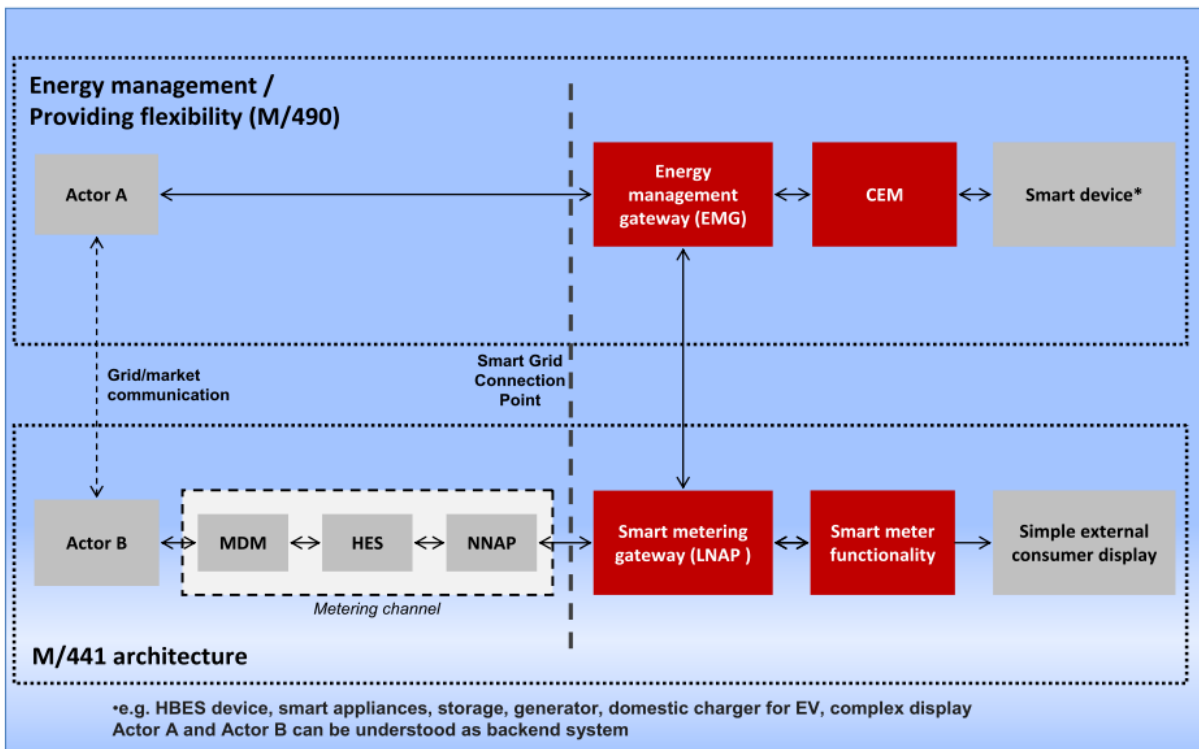 Energy management /
Providing flexibility (M/490)
Actor A
Energy
management
gateway (EMG)
CEM
Smart device*
Grid/market
communication
Smart Grid
Connection
Point
Actor B
MDM
HES
NNAP
Smart metering
gateway (LNAP )
Smart meter
functionality
Simple external
consumer display
Metering channel
M/441 architecture
•e.g. HBES device, smart appliances, storage, generator, domestic charger for EV, complex display
Actor A and Actor B can be understood as backend system